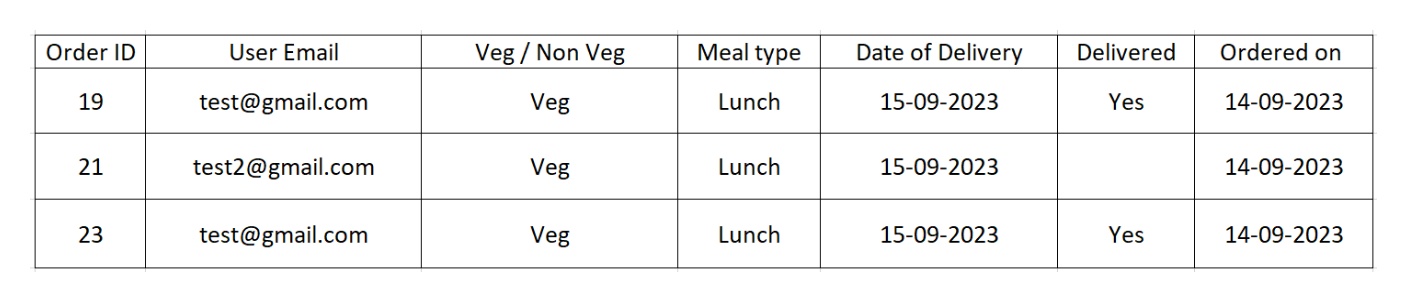 Order ID User Email Veg / Non Veg Meal type Date of Delivery Delivered Ordered on
19 test@gmail.com Veg Lunch 15-09-2023 Yes 14-09-2023
21 test2@gmail.com Veg Lunch 15-09-2023 14-09-2023
23 test@gmail.com Veg Lunch 15-09-2023 Yes 14-09-2023